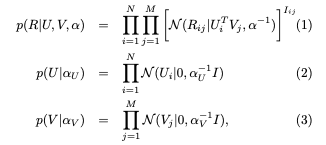 p(R|U, V, α) = ∏_{i=1}^{N} ∏_{j=1}^{M} [𝒩(R_{ij}|U_i^T V_j, α^{-1})]^{I_{ij}} (1)
p(U|α_U) = ∏_{i=1}^{N} 𝒩(U_i|0, α_U^{-1} I) (2)
p(V|α_V) = ∏_{j=1}^{M} 𝒩(V_j|0, α_V^{-1} I), (3)